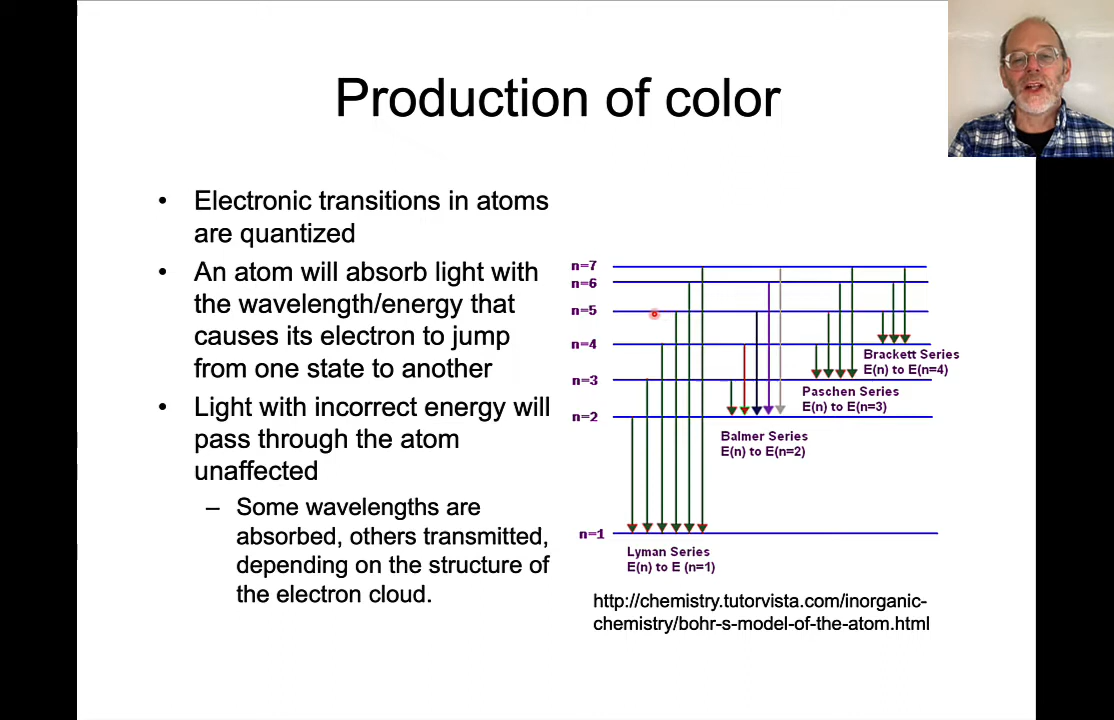 Production of color
• Electronic transitions in atoms
are quantized
• An atom will absorb light with
the wavelength/energy that
causes its electron to jump
from one state to another
• Light with incorrect energy will
pass through the atom
unaffected
– Some wavelengths are
absorbed, others transmitted,
depending on the structure of
the electron cloud.
n=7
n=6
n=5
n=4
n=3
n=2
n=1
Brackett Series
E(n) to E(n=4)
Paschen Series
E(n) to E(n=3)
Balmer Series
E(n) to E(n=2)
Lyman Series
E(n) to E (n=1)
http://chemistry.tutorvista.com/inorganic-
chemistry/bohr-s-model-of-the-atom.html